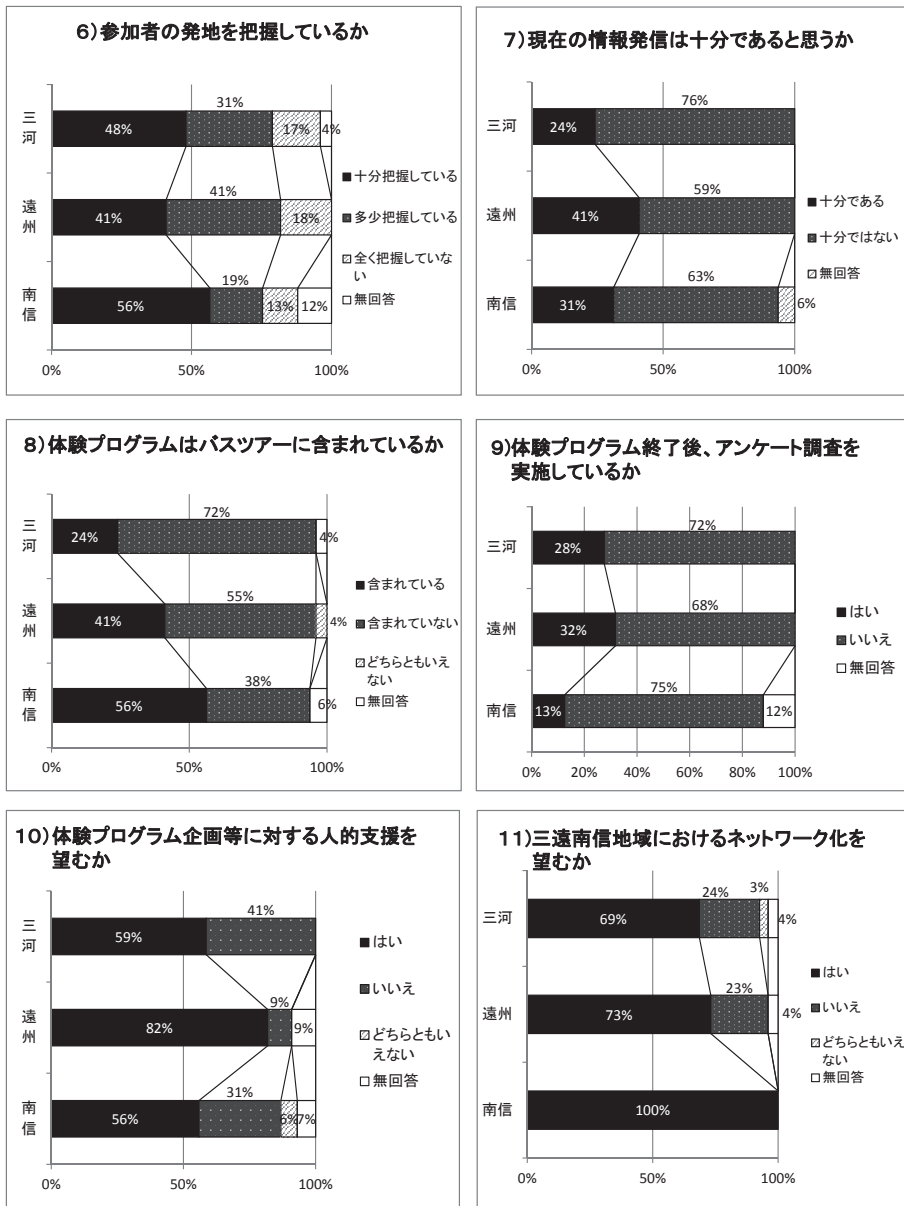 6)参加者の発地を把握しているか
31%
三河
48%
17%
4%
41%
遠州
41%
18%
19%
南信
56%
13%
12%
0%
50%
100%
■十分把握している
■多少把握している
全く把握していない
□無回答
7)現在の情報発信は十分であると思うか
76%
三河
24%
59%
遠州
41%
63%
南信
31%
6%
0%
50%
100%
■十分である
■十分ではない
無回答
8)体験プログラムはバスツアーに含まれているか
72%
三河
24%
4%
55%
遠州
41%
4%
38%
南信
56%
6%
0%
50%
100%
■含まれている
■含まれていない
どちらともいえ
ない
□無回答
9)体験プログラム終了後、アンケート調査を
実施しているか
72%
三河
28%
68%
遠州
32%
75%
南信
13%
12%
0%
20%
40%
60%
80%
100%
■はい
■いいえ
□無回答
10)体験プログラム企画等に対する人的支援を
望むか
41%
三河
59%
9%
遠州
82%
9%
31%
南信
56%
6%
7%
0%
50%
100%
■はい
■いいえ
どちらともい
えない
□無回答
11)三遠南信地域におけるネットワーク化を
望むか
24%
3%
三河
69%
4%
23%
遠州
73%
4%
南信
100%
0%
50%
100%
■はい
■いいえ
どちらともいえ
ない
□無回答